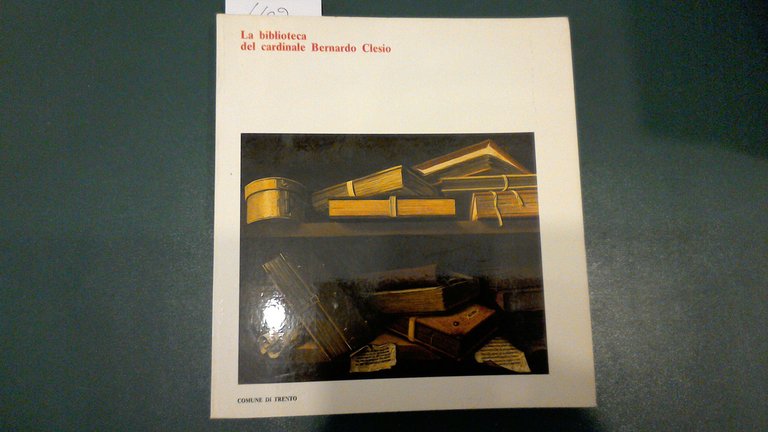 La biblioteca
del cardinale Bernardo Clesio
COMUNE DI TRENTO